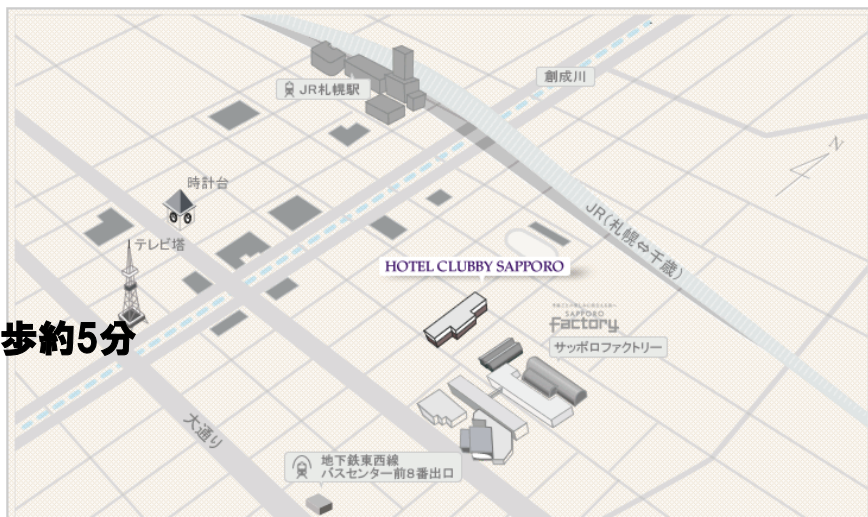 創成川
JR札幌駅
N
時計台
JR(札幌⇔千歳)
テレビ塔
HOTEL CLUBBY SAPPORO
SAPPORO
Factory
歩約5分
サッポロファクトリー
大通り
地下鉄東西線
バスセンター前8番出口